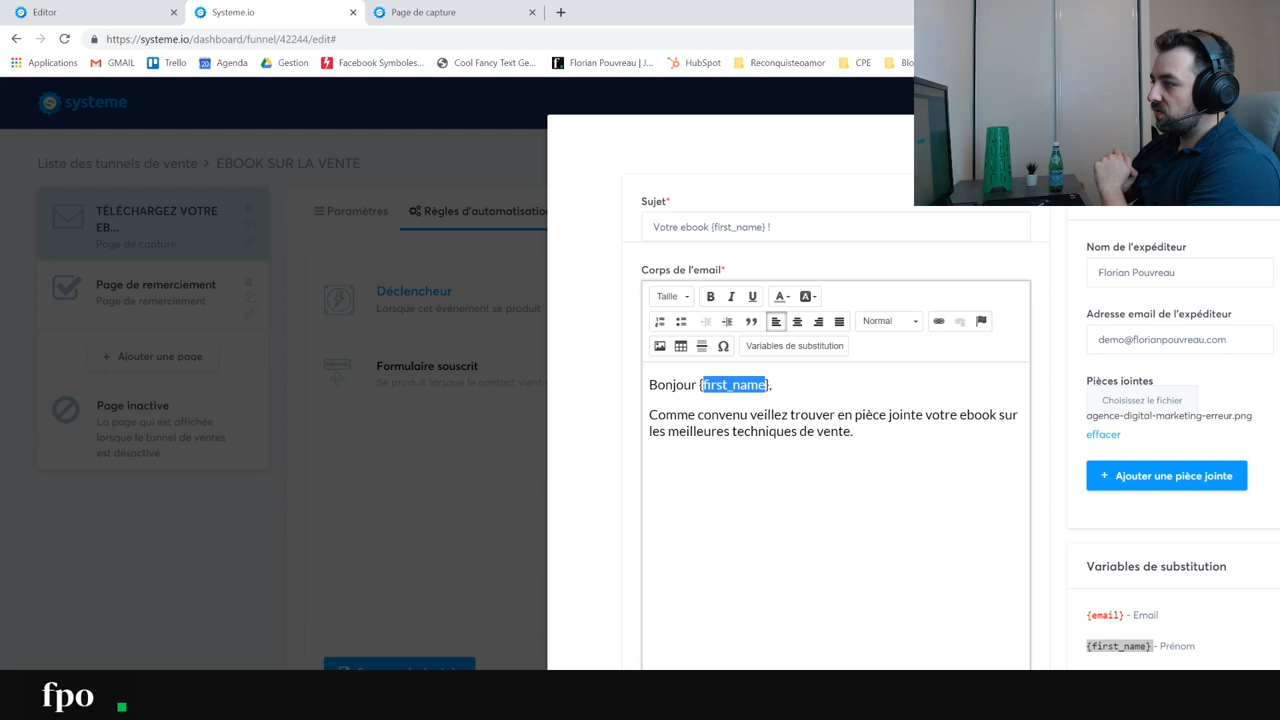 Editor
Systeme.io
Page de capture
https://systeme.io/dashboard/funnel/42244/edit#
Applications
GMAIL
Trello
Agenda
Gestion
Facebook Symboles...
Cool Fancy Text Ge...
Florian Pouvreau | J...
HubSpot
Reconquisteoamor
CPE
Blo
systeme
Liste des tunnels de vente > EBOOK SUR LA VENTE
TÉLÉCHARGEZ VOTRE
EB...
Page de capture
Page de remerciement
Page de remerciement
+ Ajouter une page
Page inactive
La page qui est affichée
lorsque le tunnel de ventes
est désactivé
Paramètres
Règles d'automatisation
Déclencheur
Lorsque cet événement se produit
Formulaire souscrit
Se produit lorsque le contact vient
Sujet*
Votre ebook {first_name} !
Corps de l'email*
Taille
B I U A A
Normal
Variables de substitution
Bonjour {first_name},
Comme convenu veillez trouver en pièce jointe votre ebook sur
les meilleures techniques de vente.
Nom de l'expéditeur
Florian Pouvreau
Adresse email de l'expéditeur
demo@florianpouvreau.com
Pièces jointes
Choisissez le fichier
agence-digital-marketing-erreur.png
effacer
+ Ajouter une pièce jointe
Variables de substitution
{email} - Email
{first_name} - Prénom
fpo